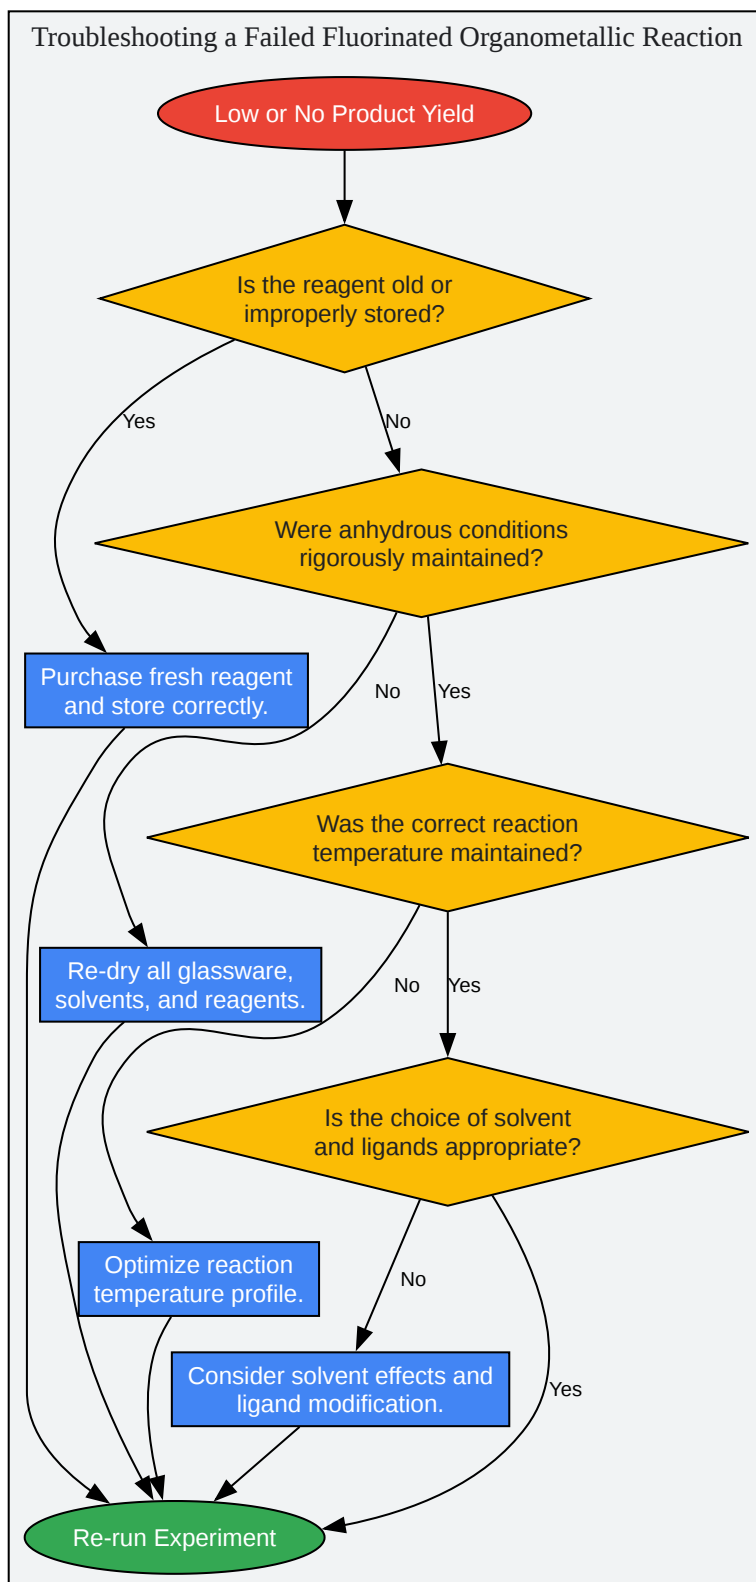 Troubleshooting a Failed Fluorinated Organometallic Reaction
Low or No Product Yield
Is the reagent old or
improperly stored?
Yes
No
Were anhydrous conditions
rigorously maintained?
Purchase fresh reagent
and store correctly.
No
Yes
Was the correct reaction
temperature maintained?
Re-dry all glassware,
solvents, and reagents.
No
Yes
Is the choice of solvent
and ligands appropriate?
Optimize reaction
temperature profile.
No
Consider solvent effects and
ligand modification.
Yes
Re-run Experiment